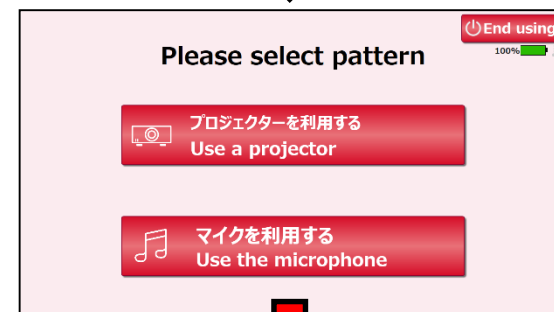 End using
100%
Please select pattern
プロジェクターを利用する
Use a projector
マイクを利用する
Use the microphone